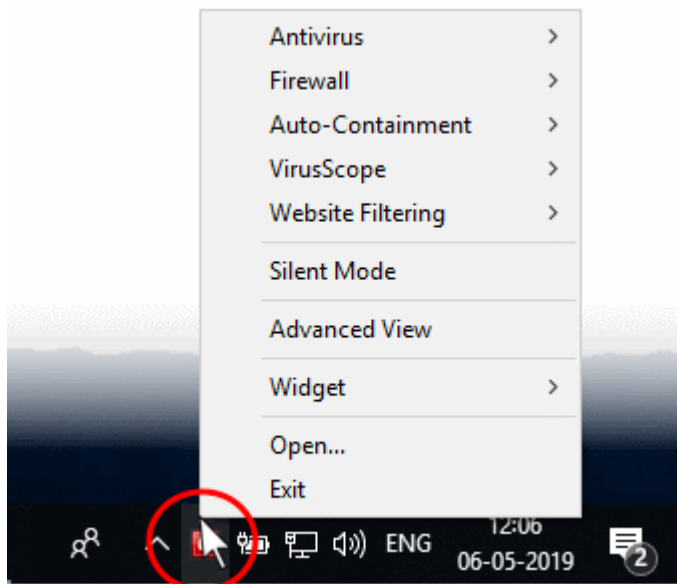 Antivirus
Firewall
Auto-Containment
VirusScope
Website Filtering
Silent Mode
Advanced View
Widget
Open...
Exit
ENG
12:06
06-05-2019
2